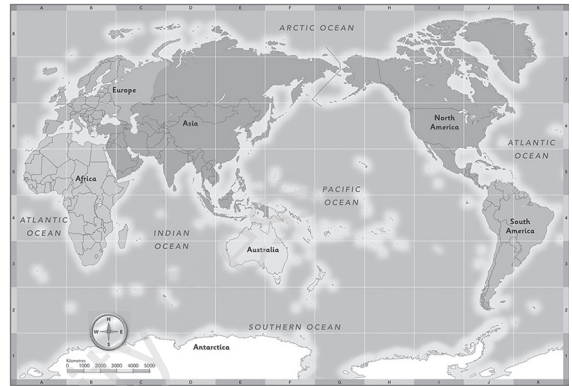 A B C D E F G H I J K
ARCTIC OCEAN
Europe
Asia
North
America
ATLANTIC
OCEAN
Africa
PACIFIC
OCEAN
ATLANTIC
OCEAN
INDIAN
OCEAN
South
America
Australia
SOUTHERN OCEAN
N
W E
S
Antarctica
Kilometres
0 1000 2000 3000 4000 5000